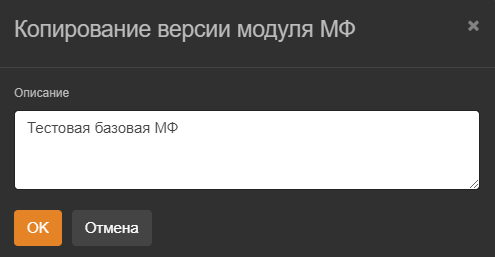 Копирование версии модуля МФ
Описание
Тестовая базовая МФ
OK Отмена